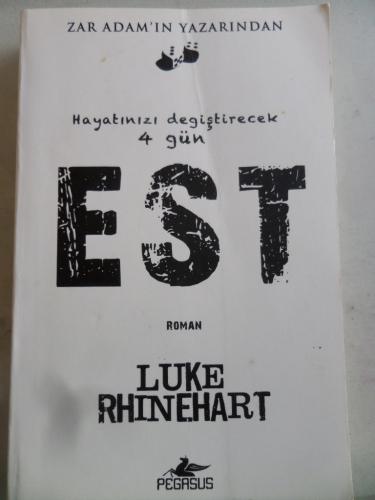 ZAR ADAM'IN YAZARINDAN
Hayatınızı degiştirecek
4 gün
EST
ROMAN
LUKE
RHINEHART
PEGASUS